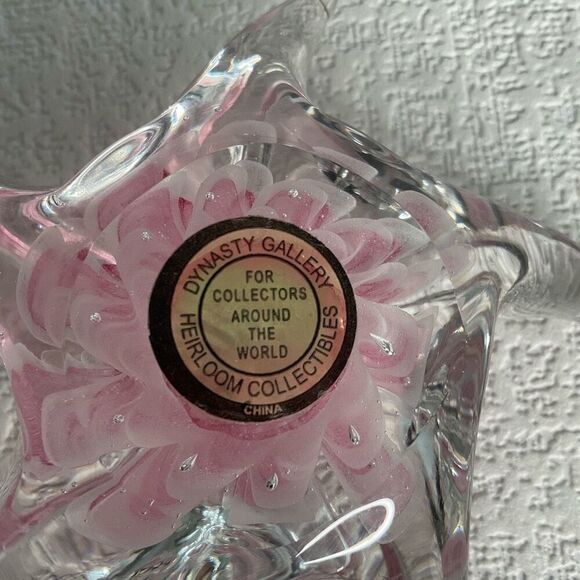 DYNASTY GALLERY
FOR
COLLECTORS
AROUND
THE
WORLD
HEIRLOOM COLLECTIBLES
CHINA